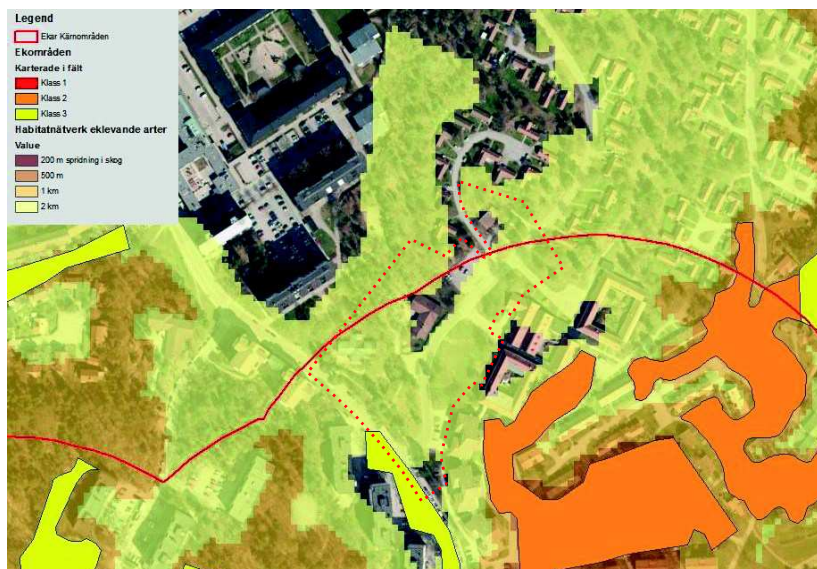 Legend
Ekar Kärnområden
Ekområden
Karterade i fält
Klass 1
Klass 2
Klass 3
Habitatnätverk eklevande arter
Value
200 m spridning i skog
500 m
1 km
2 km